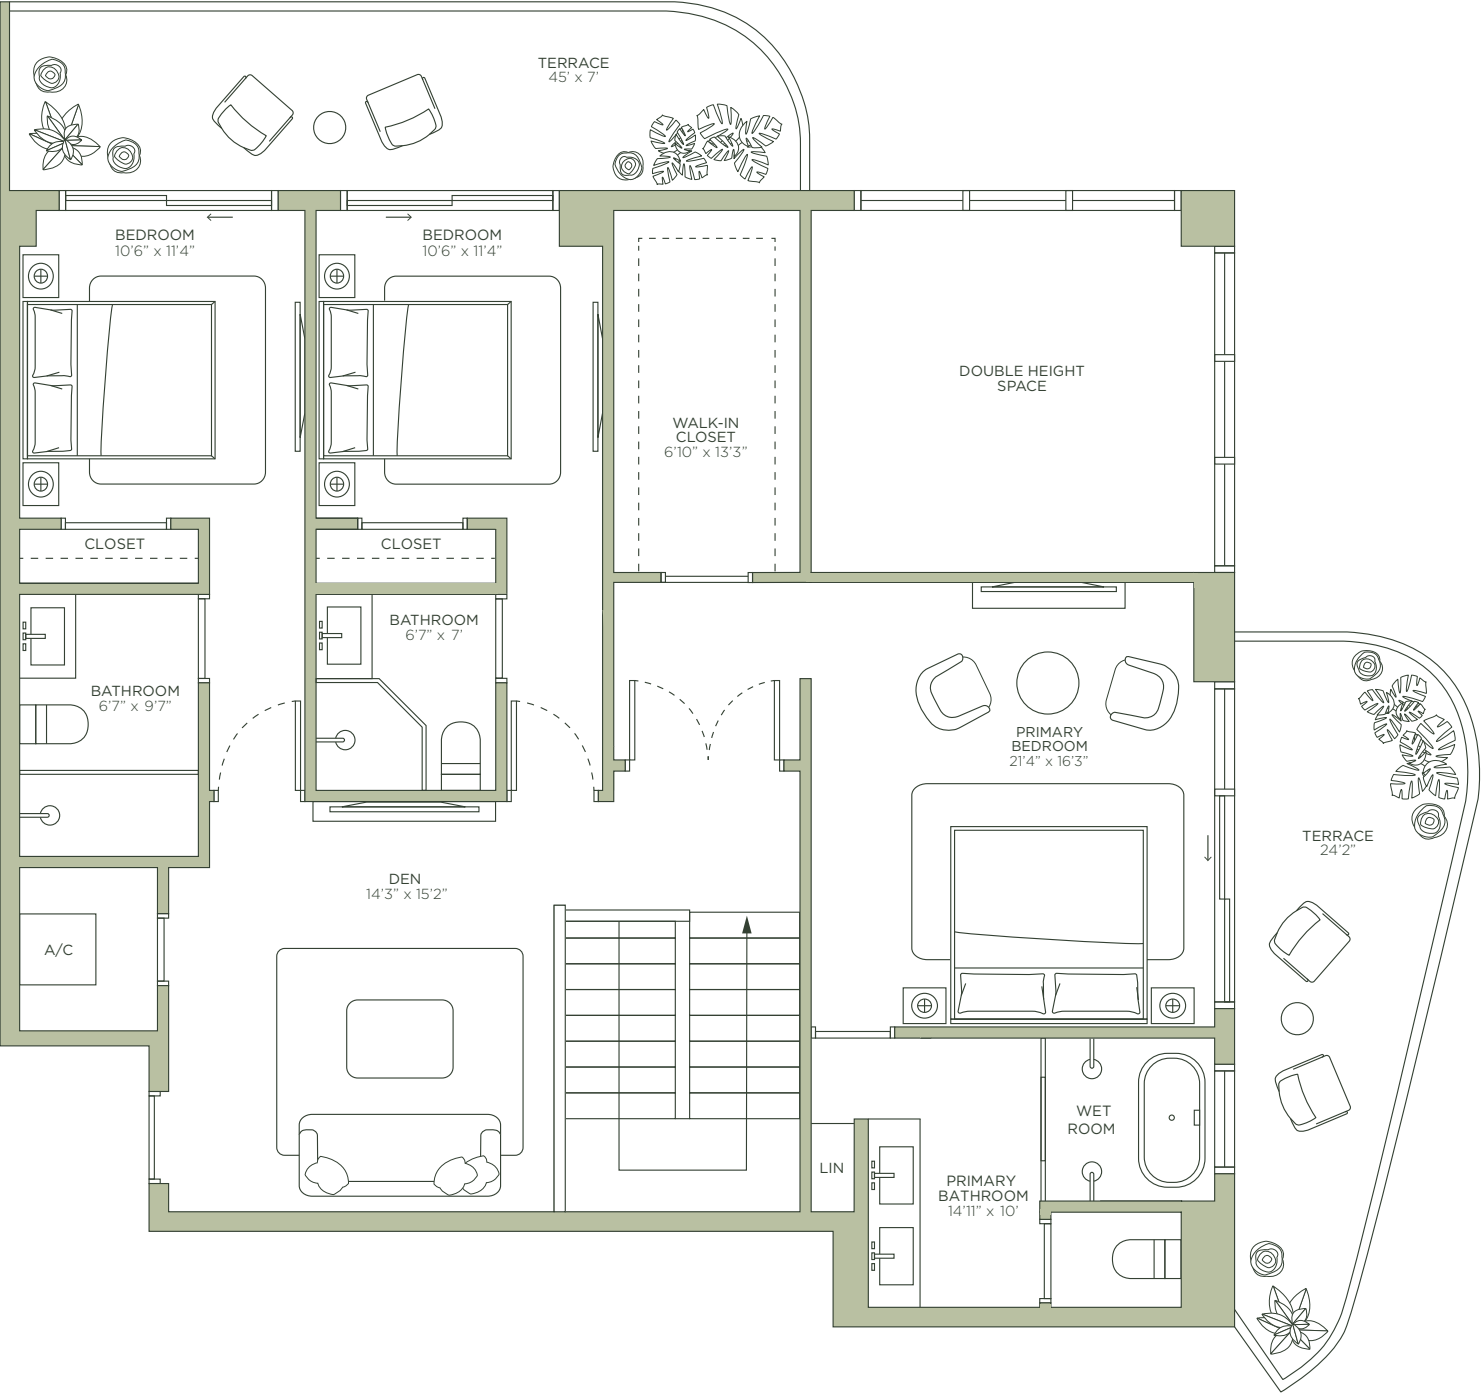 TERRACE
45' x 7'
BEDROOM
10'6" x 11'4"
BEDROOM
10'6" x 11'4"
DOUBLE HEIGHT
SPACE
WALK-IN
CLOSET
6'10" x 13'3"
CLOSET
CLOSET
BATHROOM
6'7" x 7'
BATHROOM
6'7" x 9'7"
PRIMARY
BEDROOM
21'4" x 16'3"
TERRACE
24'2"
DEN
14'3" x 15'2"
A/C
WET
ROOM
LIN
PRIMARY
BATHROOM
14'11" x 10'